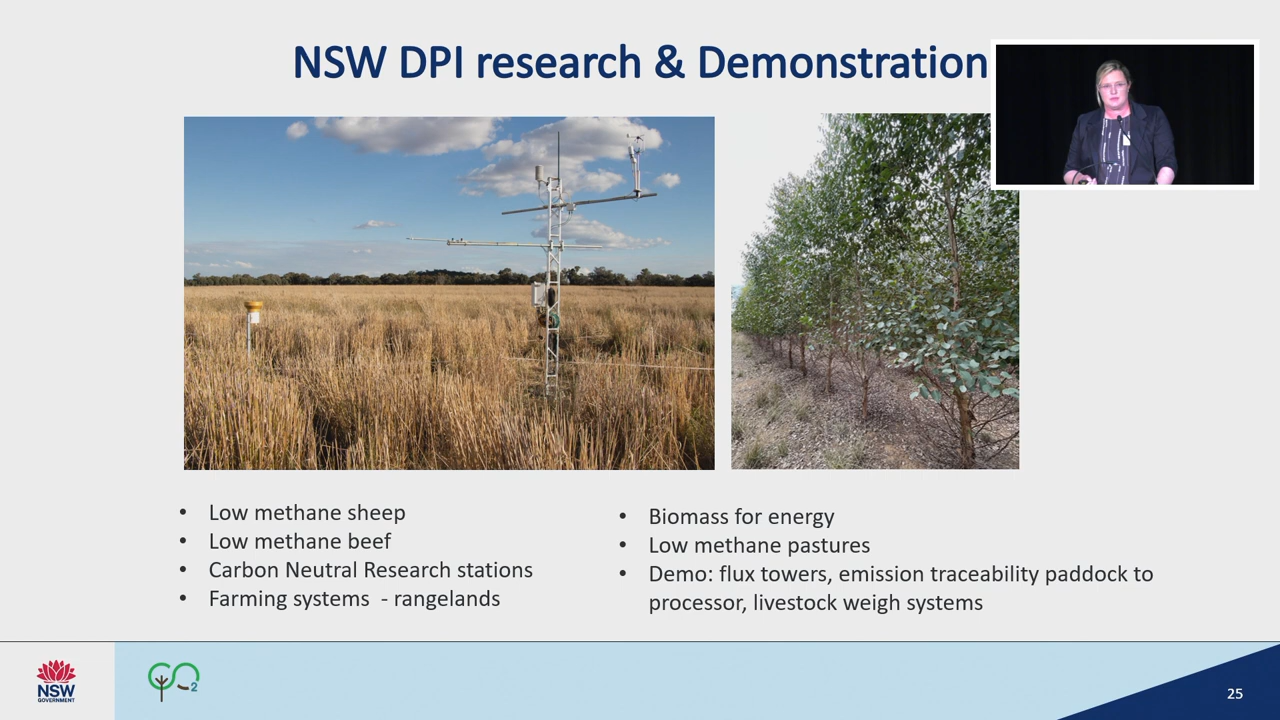 NSW DPI research & Demonstration
• Low methane sheep
• Low methane beef
• Carbon Neutral Research stations
• Farming systems - rangelands
• Biomass for energy
• Low methane pastures
• Demo: flux towers, emission traceability paddock to
processor, livestock weigh systems
NSW
GOVERNMENT
CO2
25